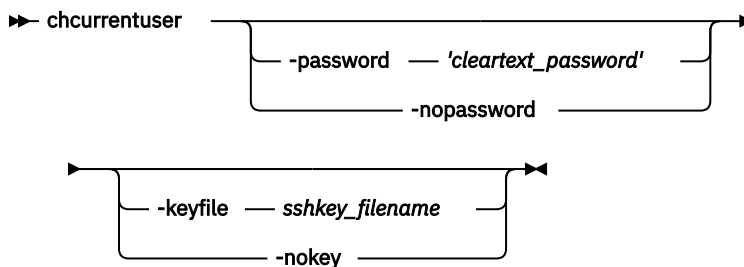 chcurrentuser
-password 'cleartext_password'
-nopassword
-keyfile sshkey_filename
-nokey